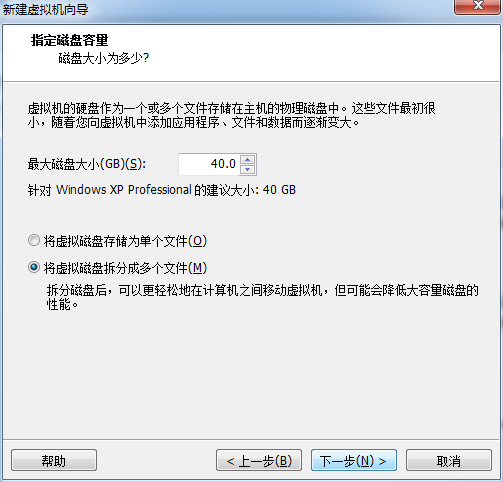 新建虚拟机向导
指定磁盘容量
磁盘大小为多少?
虚拟机的硬盘作为一个或多个文件存储在主机的物理磁盘中。这些文件最初很
小，随着您向虚拟机中添加应用程序、文件和数据而逐渐变大。
最大磁盘大小(GB)(S): 40.0
针对 Windows XP Professional 的建议大小: 40 GB
将虚拟磁盘存储为单个文件(O)
将虚拟磁盘拆分成多个文件(M)
拆分磁盘后，可以更轻松地在计算机之间移动虚拟机，但可能会降低大容量磁盘的
性能。
帮助 < 上一步(B) 下一步(N) > 取消